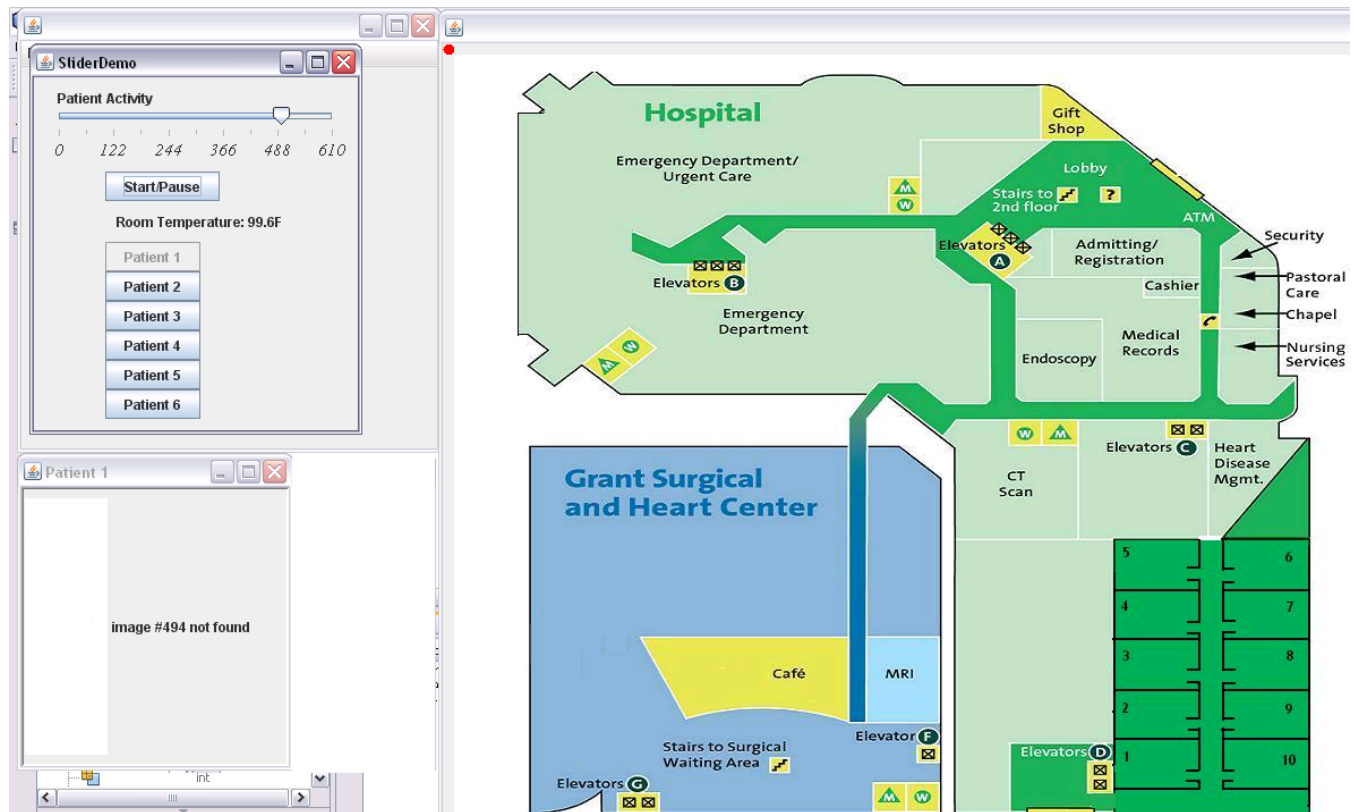 SliderDemo
Patient Activity
0 122 244 366 488 610
Start/Pause
Room Temperature: 99.6F
Patient 1
Patient 2
Patient 3
Patient 4
Patient 5
Patient 6
Patient 1
image #494 not found
int
Hospital
Gift
Shop
Emergency Department/
Urgent Care
Lobby
M
W
Stairs to
2nd floor
?
ATM
Elevators
A
Admitting/
Registration
Security
Pastoral
Care
Cashier
Chapel
Elevators B
Emergency
Department
Medical
Records
Endoscopy
Nursing
Services
M W
W M
Elevators C
Heart
Disease
Mgmt.
CT
Scan
Grant Surgical
and Heart Center
5 6
4 7
3 8
2 9
1 10
Café
MRI
Elevator F
Stairs to Surgical
Waiting Area
Elevators D
Elevators G
M W